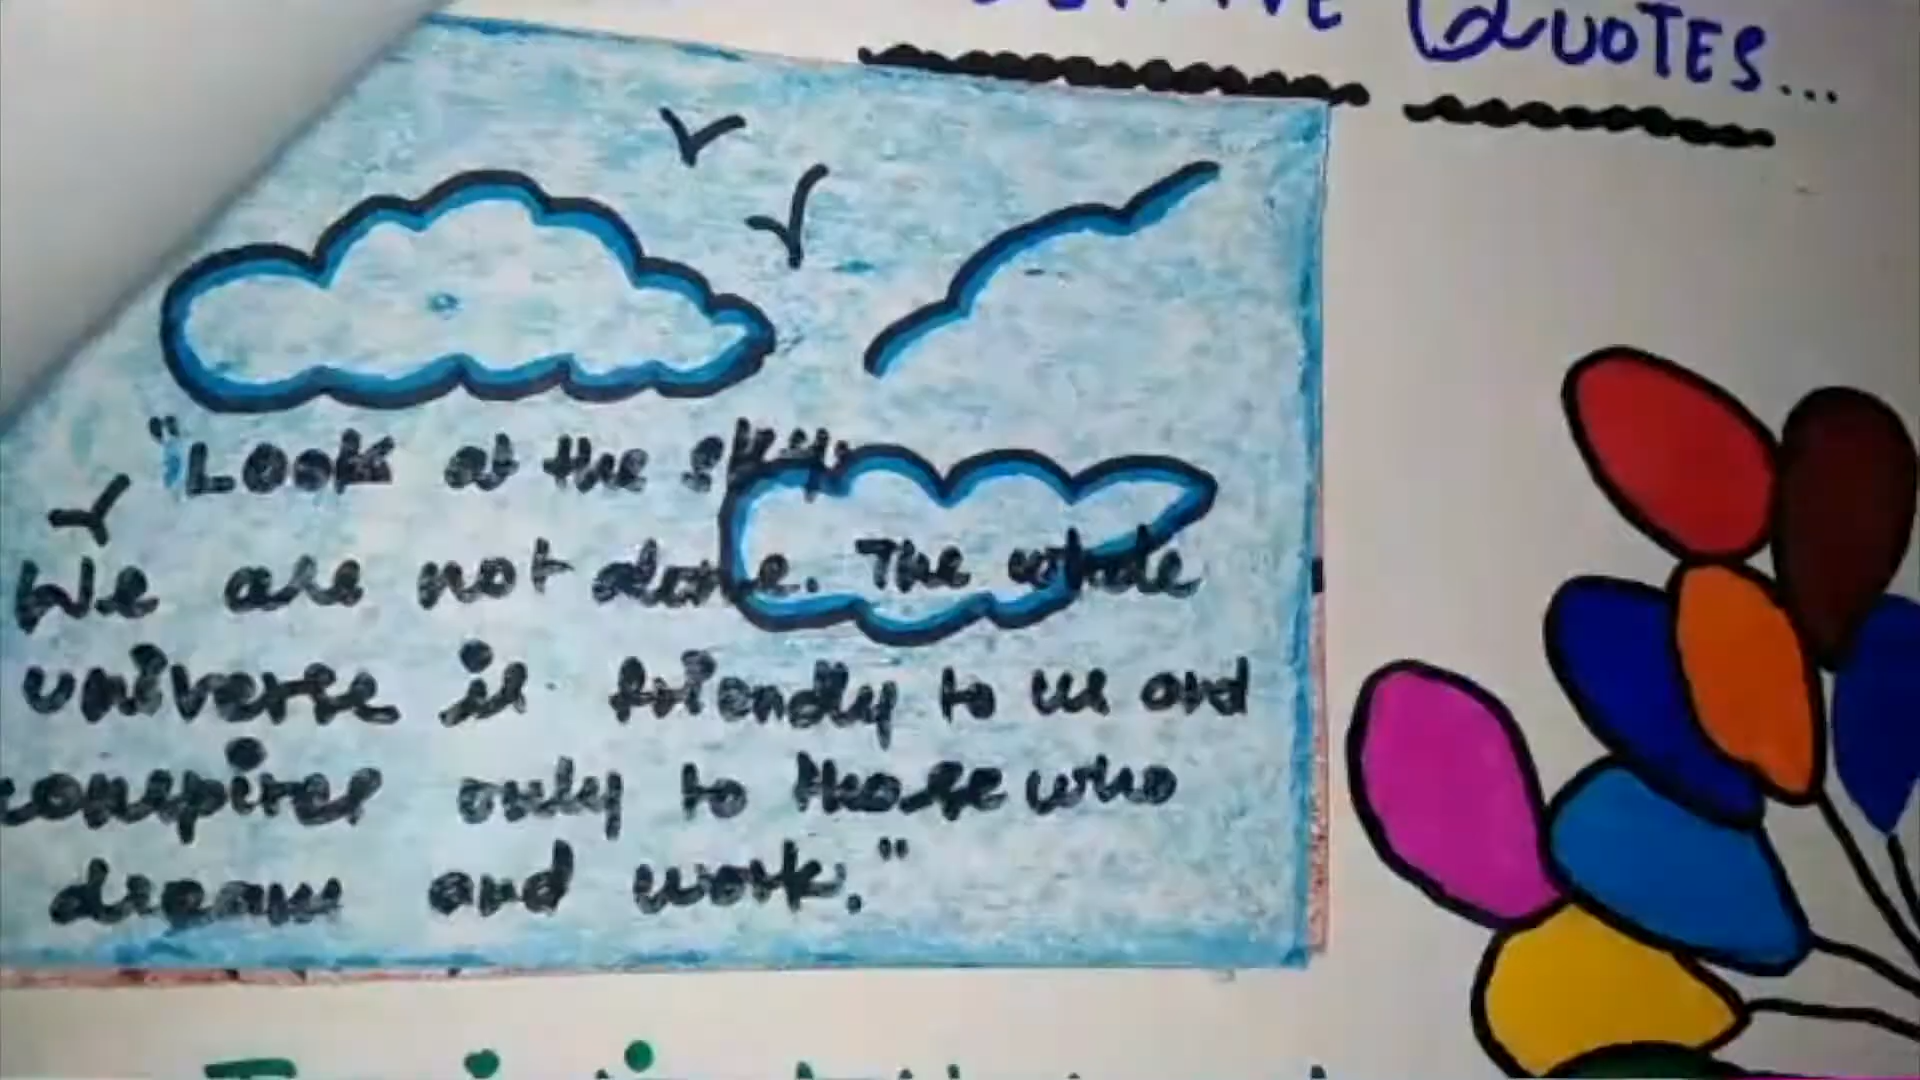 QUOTES...
"Look at the sky.
We are not alone. The whole
universe is friendly to us and
conspires only to those who
dream and work."